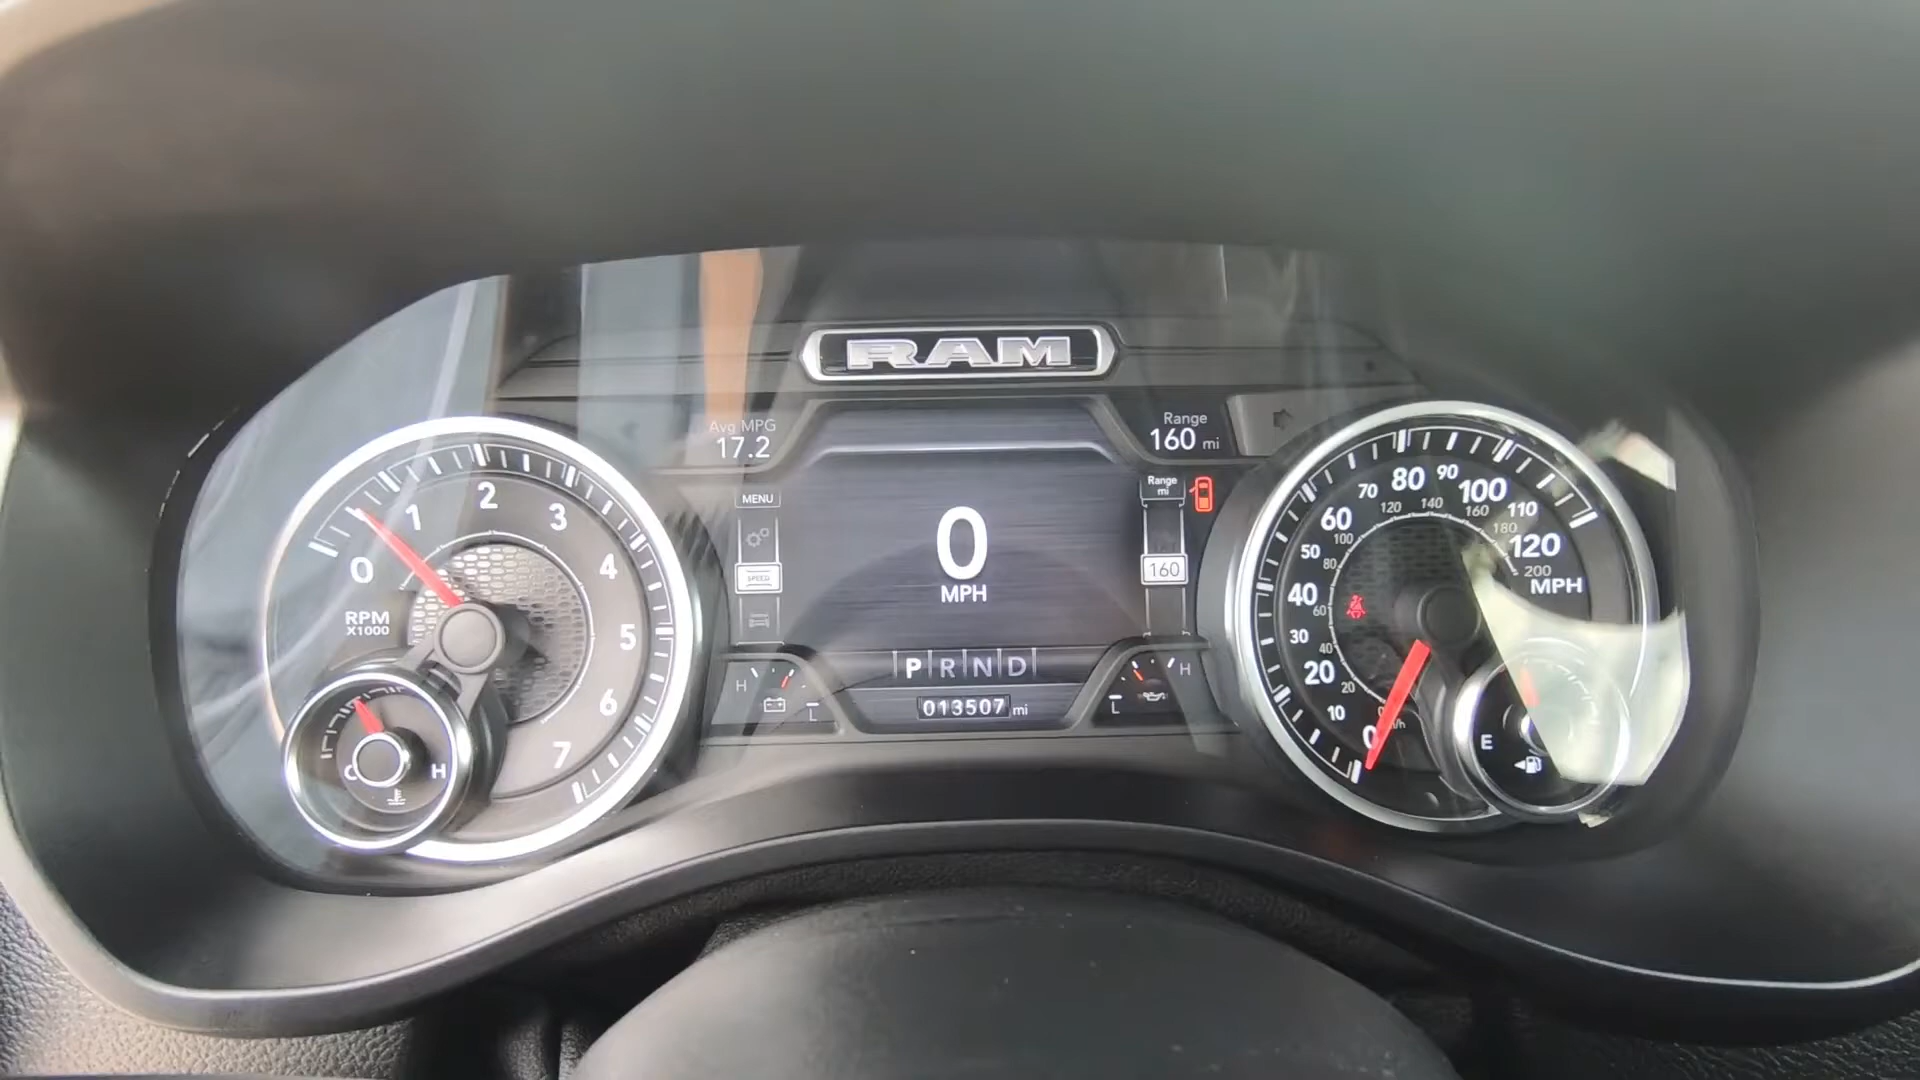 RAM
Avg MPG
17.2
Range
160 mi
MENU
SPEED
Range
mi
160
0
MPH
P R N D
013507 mi
H
L
H
L
0 1 2 3 4 5 6 7
RPM
X1000
C H
0 10 20 30 40 50 60 70 80 90 100 110 120
MPH
20 40 60 80 100 120 140 160 180 200
E